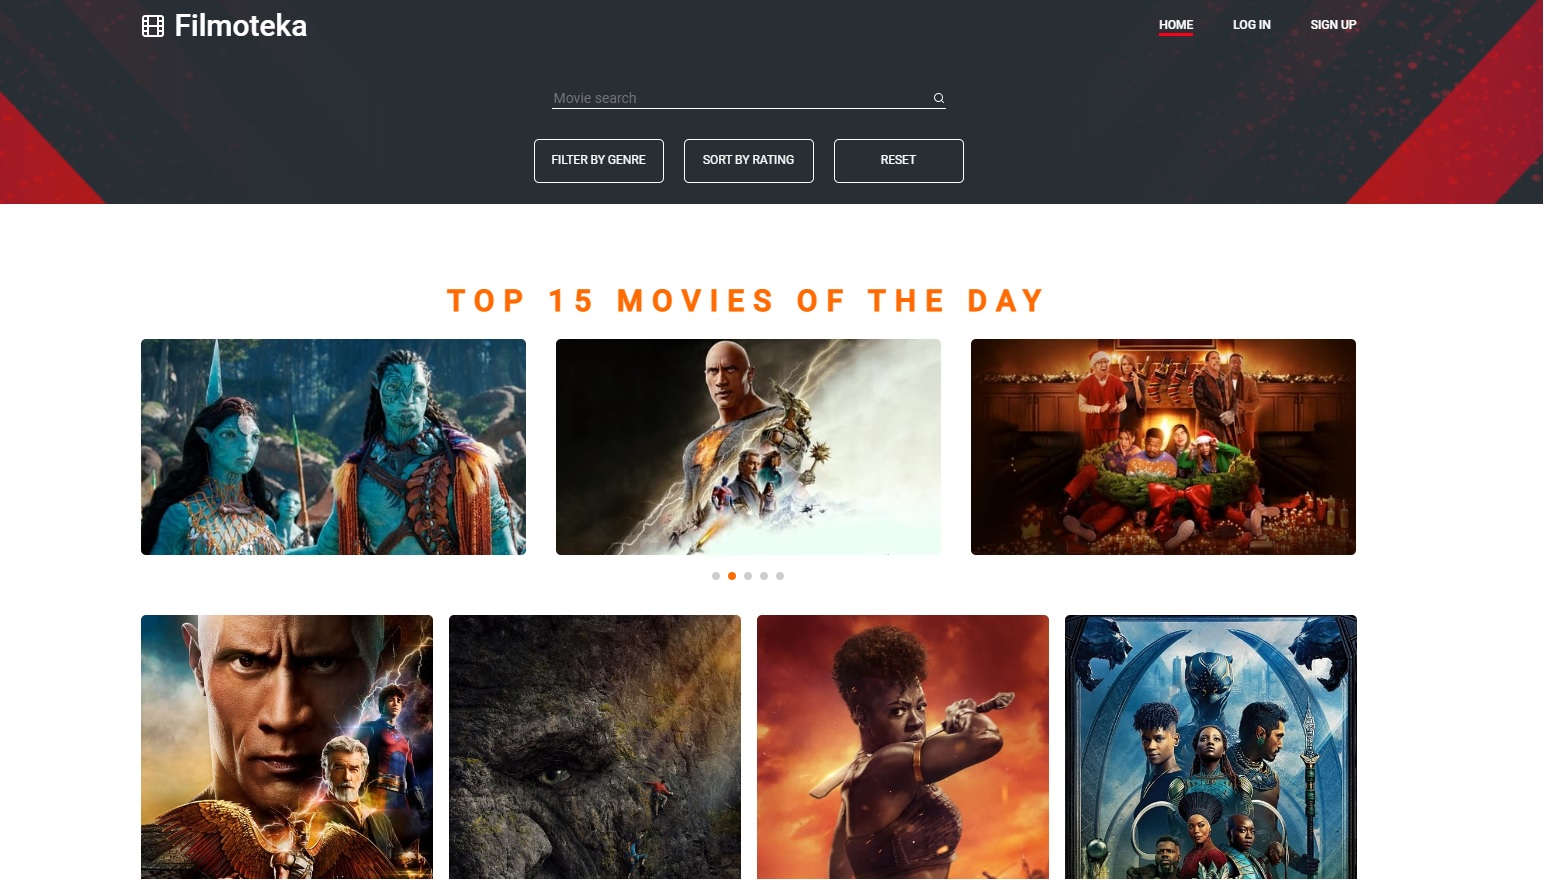 Filmoteka
HOME
LOG IN
SIGN UP
Movie search
FILTER BY GENRE
SORT BY RATING
RESET
TOP 15 MOVIES OF THE DAY